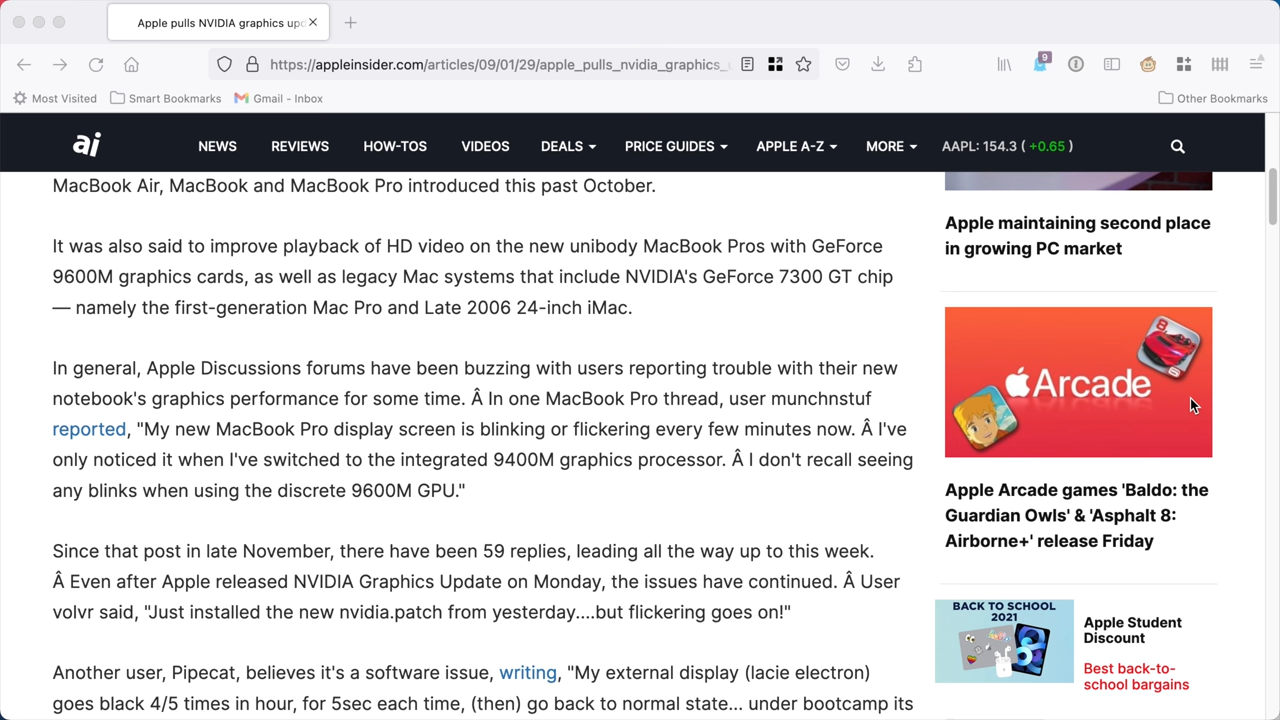 Apple pulls NVIDIA graphics upd
https://appleinsider.com/articles/09/01/29/apple_pulls_nvidia_graphics_
9
Most Visited
Smart Bookmarks
Gmail - Inbox
Other Bookmarks
ai
NEWS
REVIEWS
HOW-TOS
VIDEOS
DEALS
PRICE GUIDES
APPLE A-Z
MORE
AAPL: 154.3 ( +0.65 )
MacBook Air, MacBook and MacBook Pro introduced this past October.
It was also said to improve playback of HD video on the new unibody MacBook Pros with GeForce
9600M graphics cards, as well as legacy Mac systems that include NVIDIA's GeForce 7300 GT chip
— namely the first-generation Mac Pro and Late 2006 24-inch iMac.
In general, Apple Discussions forums have been buzzing with users reporting trouble with their new
notebook's graphics performance for some time. Â In one MacBook Pro thread, user munchnstuf
reported, "My new MacBook Pro display screen is blinking or flickering every few minutes now. Â I've
only noticed it when I've switched to the integrated 9400M graphics processor. Â I don't recall seeing
any blinks when using the discrete 9600M GPU."
Since that post in late November, there have been 59 replies, leading all the way up to this week.
Â Even after Apple released NVIDIA Graphics Update on Monday, the issues have continued. Â User
volvr said, "Just installed the new nvidia.patch from yesterday....but flickering goes on!"
Another user, Pipecat, believes it's a software issue, writing, "My external display (lacie electron)
goes black 4/5 times in hour, for 5sec each time, (then) go back to normal state... under bootcamp its
Apple maintaining second place
in growing PC market
Arcade
8
Apple Arcade games 'Baldo: the
Guardian Owls' & 'Asphalt 8:
Airborne+' release Friday
BACK TO SCHOOL
2021
Apple Student
Discount
Best back-to-
school bargains